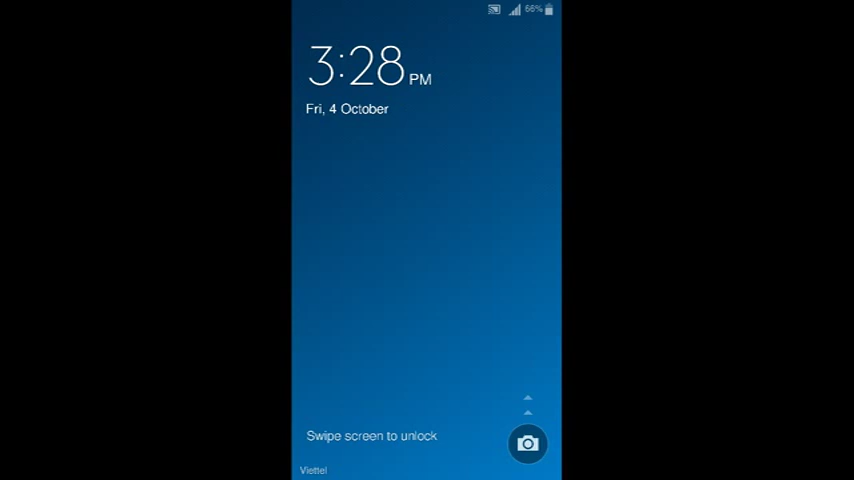 66%
3:28 PM
Fri, 4 October
Swipe screen to unlock
Viettel